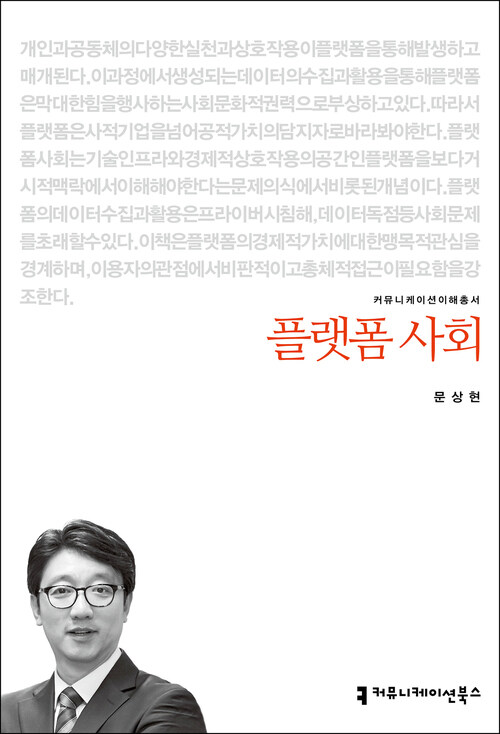 개인과공동체의다양한실천과상호작용이플랫폼을통해발생하고
매개된다.이과정에서생성되는데이터의수집과활용을통해플랫폼
은막대한힘을행사하는사회문화적권력으로부상하고있다.따라서
플랫폼은사적기업을넘어공적가치의담지자로바라봐야한다.플랫
폼사회는기술인프라와경제적상호작용의공간인플랫폼을보다거
시적맥락에서이해해야한다는문제의식에서비롯된개념이다.플랫
폼의데이터수집과활용은프라이버시침해,데이터독점등사회문제
를초래할수있다.이책은플랫폼의경제적가치에대한맹목적관심을
경계하며,이용자의관점에서비판적이고총체적접근이필요함을강
조한다.
커뮤니케이션이해총서
플랫폼 사회
문상현
커뮤니케이션북스